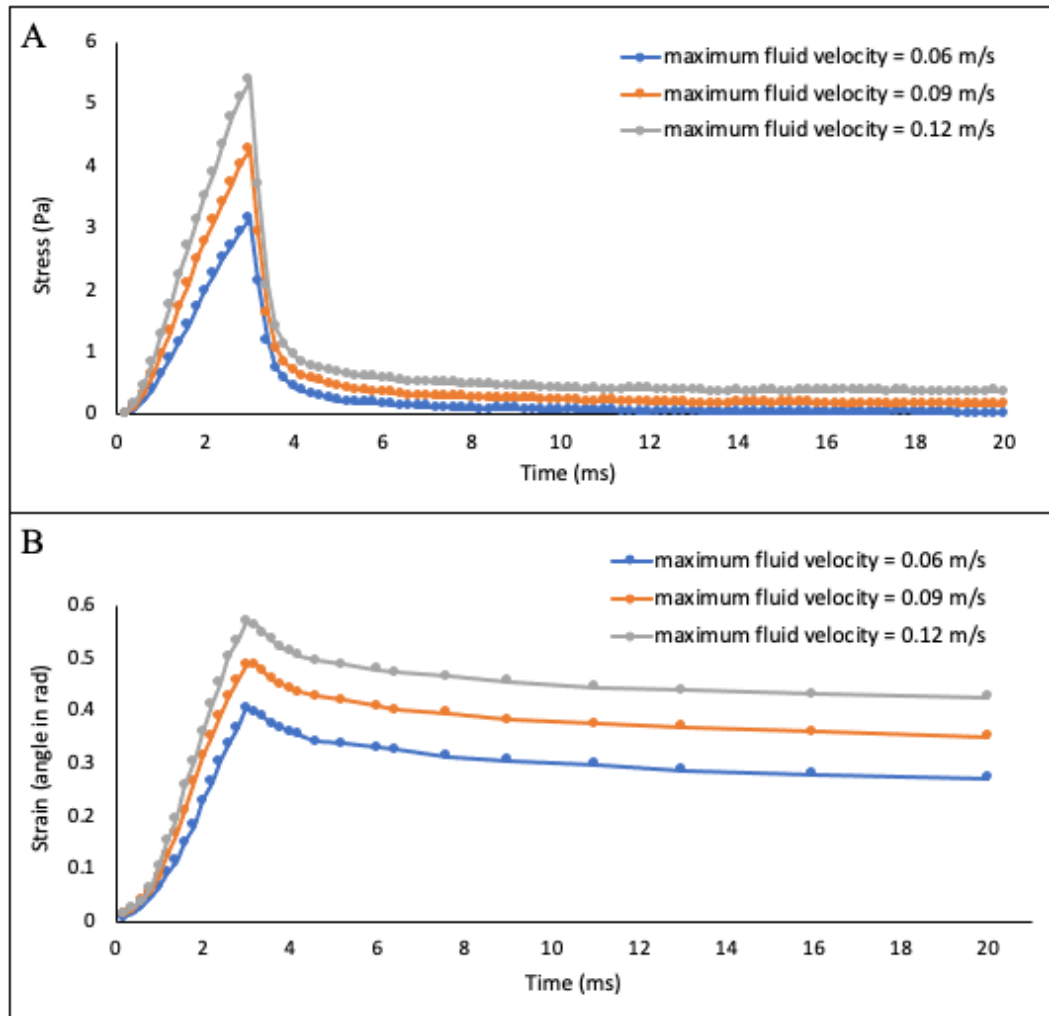 A
6
5
4
3
2
1
0
Stress (Pa)
maximum fluid velocity = 0.06 m/s
maximum fluid velocity = 0.09 m/s
maximum fluid velocity = 0.12 m/s
0 2 4 6 8 10 12 14 16 18 20
Time (ms)
B
maximum fluid velocity = 0.06 m/s
maximum fluid velocity = 0.09 m/s
maximum fluid velocity = 0.12 m/s
0.6
0.5
0.4
0.3
0.2
0.1
0
Strain (angle in rad)
0 2 4 6 8 10 12 14 16 18 20
Time (ms)